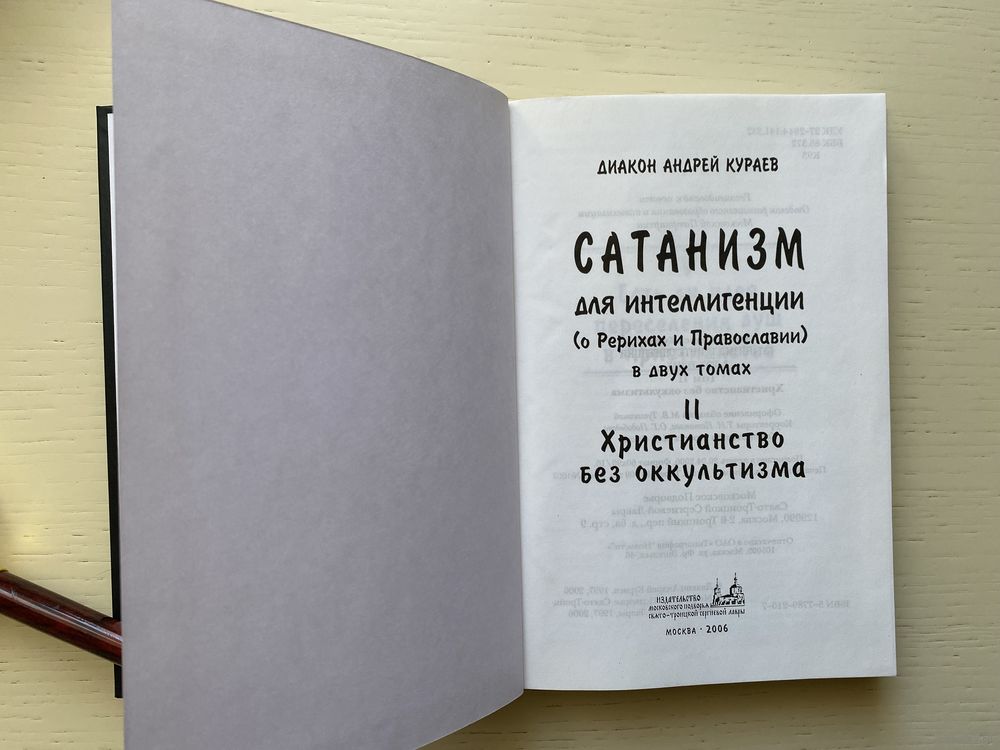 ДИАКОН АНДРЕЙ КУРАЕВ
САТАНИЗМ
для интеллигенции
(о Рерихах и Православии)
в двух томах
II
Христианство
без оккультизма
ИЗДАТЕЛЬСТВО
МОСКОВСКОГО ПОДВОРЬЯ
СВЯТО-ТРОИЦКОЙ СЕРГИЕВОЙ ЛАВРЫ
МОСКВА · 2006